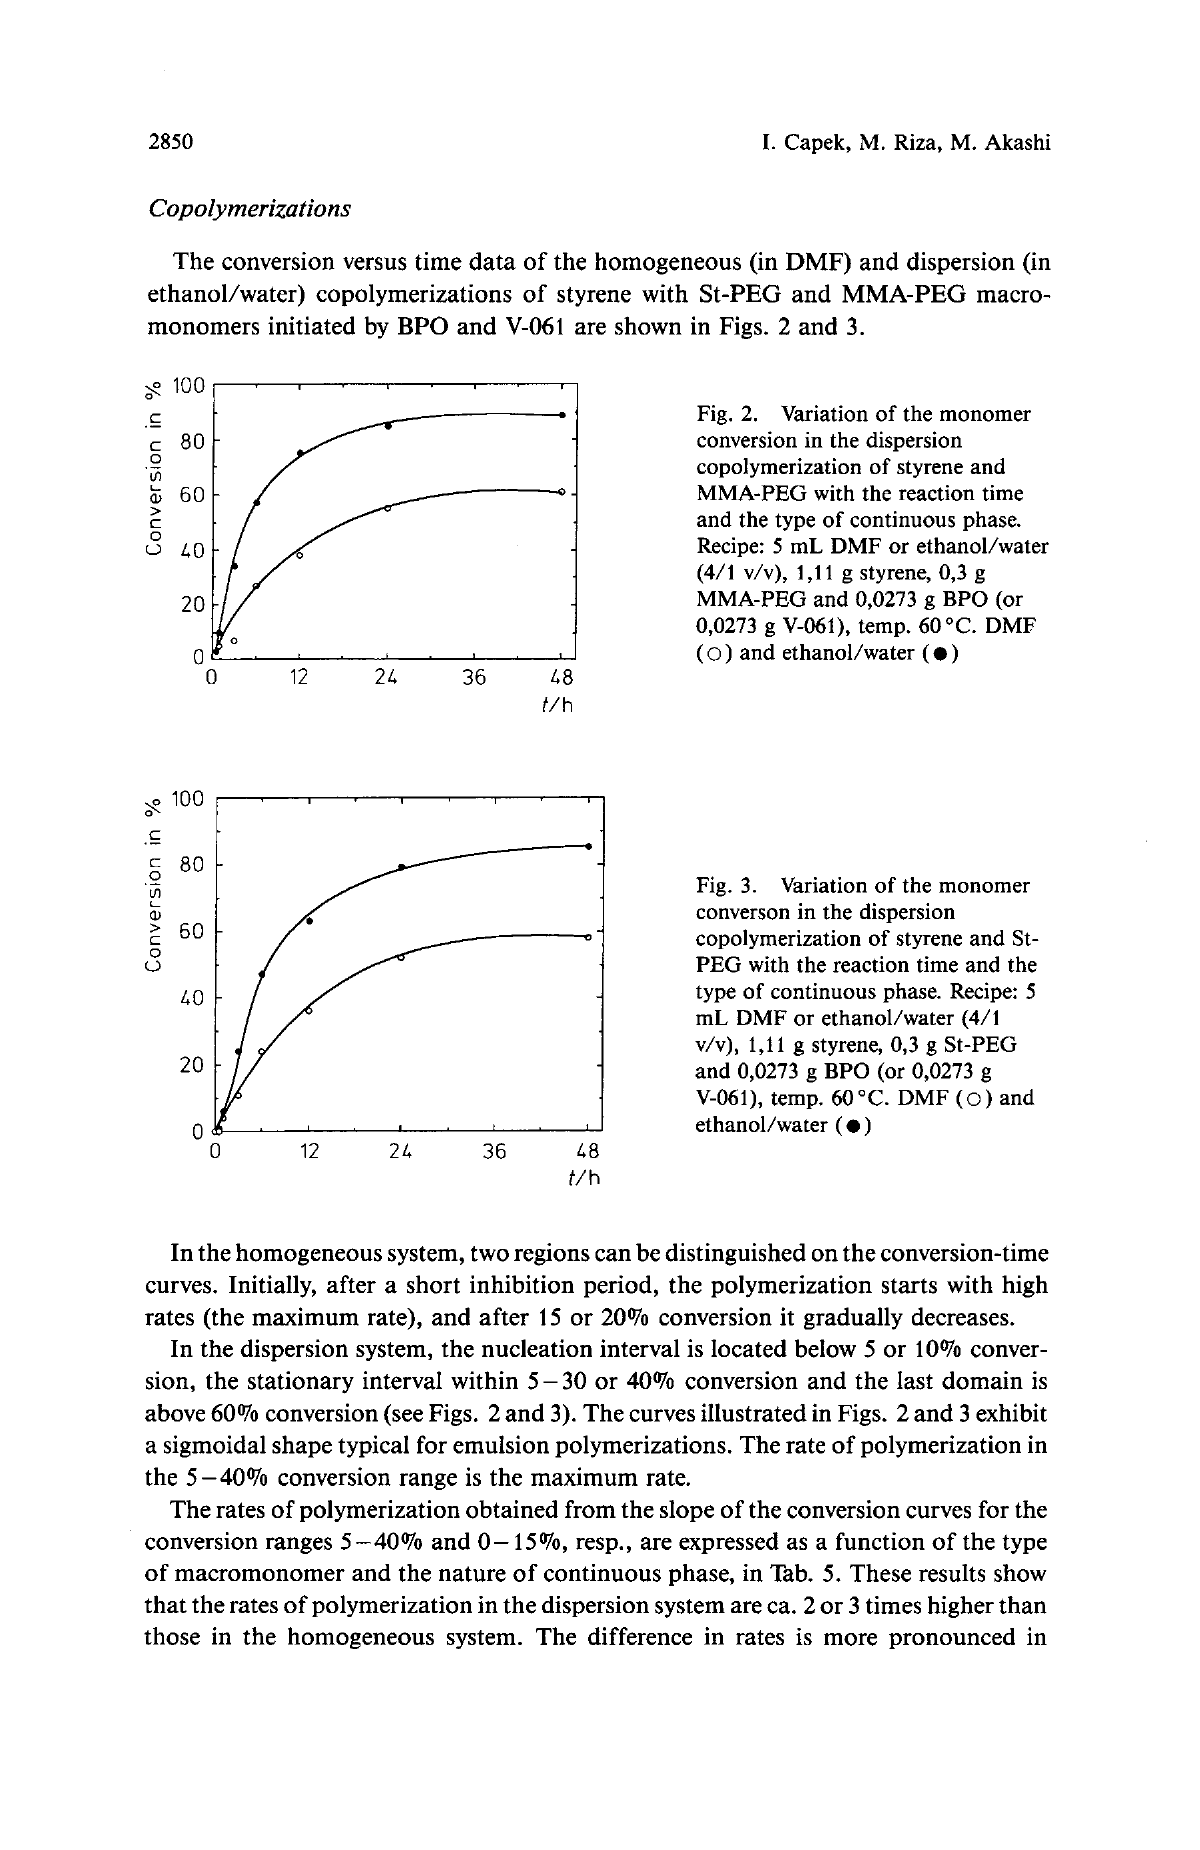 2850
I. Capek, M. Riza, M. Akashi
Copolymerizations
The conversion versus time data of the homogeneous (in DMF) and dispersion (in
ethanol/water) copolymerizations of styrene with St-PEG and MMA-PEG macro-
monomers initiated by BPO and V-061 are shown in Figs. 2 and 3.
Conversion in %
100
80
60
40
20
0
0 12 24 36 48
t/h
Fig. 2. Variation of the monomer
conversion in the dispersion
copolymerization of styrene and
MMA-PEG with the reaction time
and the type of continuous phase.
Recipe: 5 mL DMF or ethanol/water
(4/1 v/v), 1,11 g styrene, 0,3 g
MMA-PEG and 0,0273 g BPO (or
0,0273 g V-061), temp. 60 °C. DMF
(○) and ethanol/water (●)
Conversion in %
100
80
60
40
20
0
0 12 24 36 48
t/h
Fig. 3. Variation of the monomer
converson in the dispersion
copolymerization of styrene and St-
PEG with the reaction time and the
type of continuous phase. Recipe: 5
mL DMF or ethanol/water (4/1
v/v), 1,11 g styrene, 0,3 g St-PEG
and 0,0273 g BPO (or 0,0273 g
V-061), temp. 60 °C. DMF (○) and
ethanol/water (●)
In the homogeneous system, two regions can be distinguished on the conversion-time
curves. Initially, after a short inhibition period, the polymerization starts with high
rates (the maximum rate), and after 15 or 20% conversion it gradually decreases.
In the dispersion system, the nucleation interval is located below 5 or 10% conver-
sion, the stationary interval within 5–30 or 40% conversion and the last domain is
above 60% conversion (see Figs. 2 and 3). The curves illustrated in Figs. 2 and 3 exhibit
a sigmoidal shape typical for emulsion polymerizations. The rate of polymerization in
the 5–40% conversion range is the maximum rate.
The rates of polymerization obtained from the slope of the conversion curves for the
conversion ranges 5–40% and 0–15%, resp., are expressed as a function of the type
of macromonomer and the nature of continuous phase, in Tab. 5. These results show
that the rates of polymerization in the dispersion system are ca. 2 or 3 times higher than
those in the homogeneous system. The difference in rates is more pronounced in